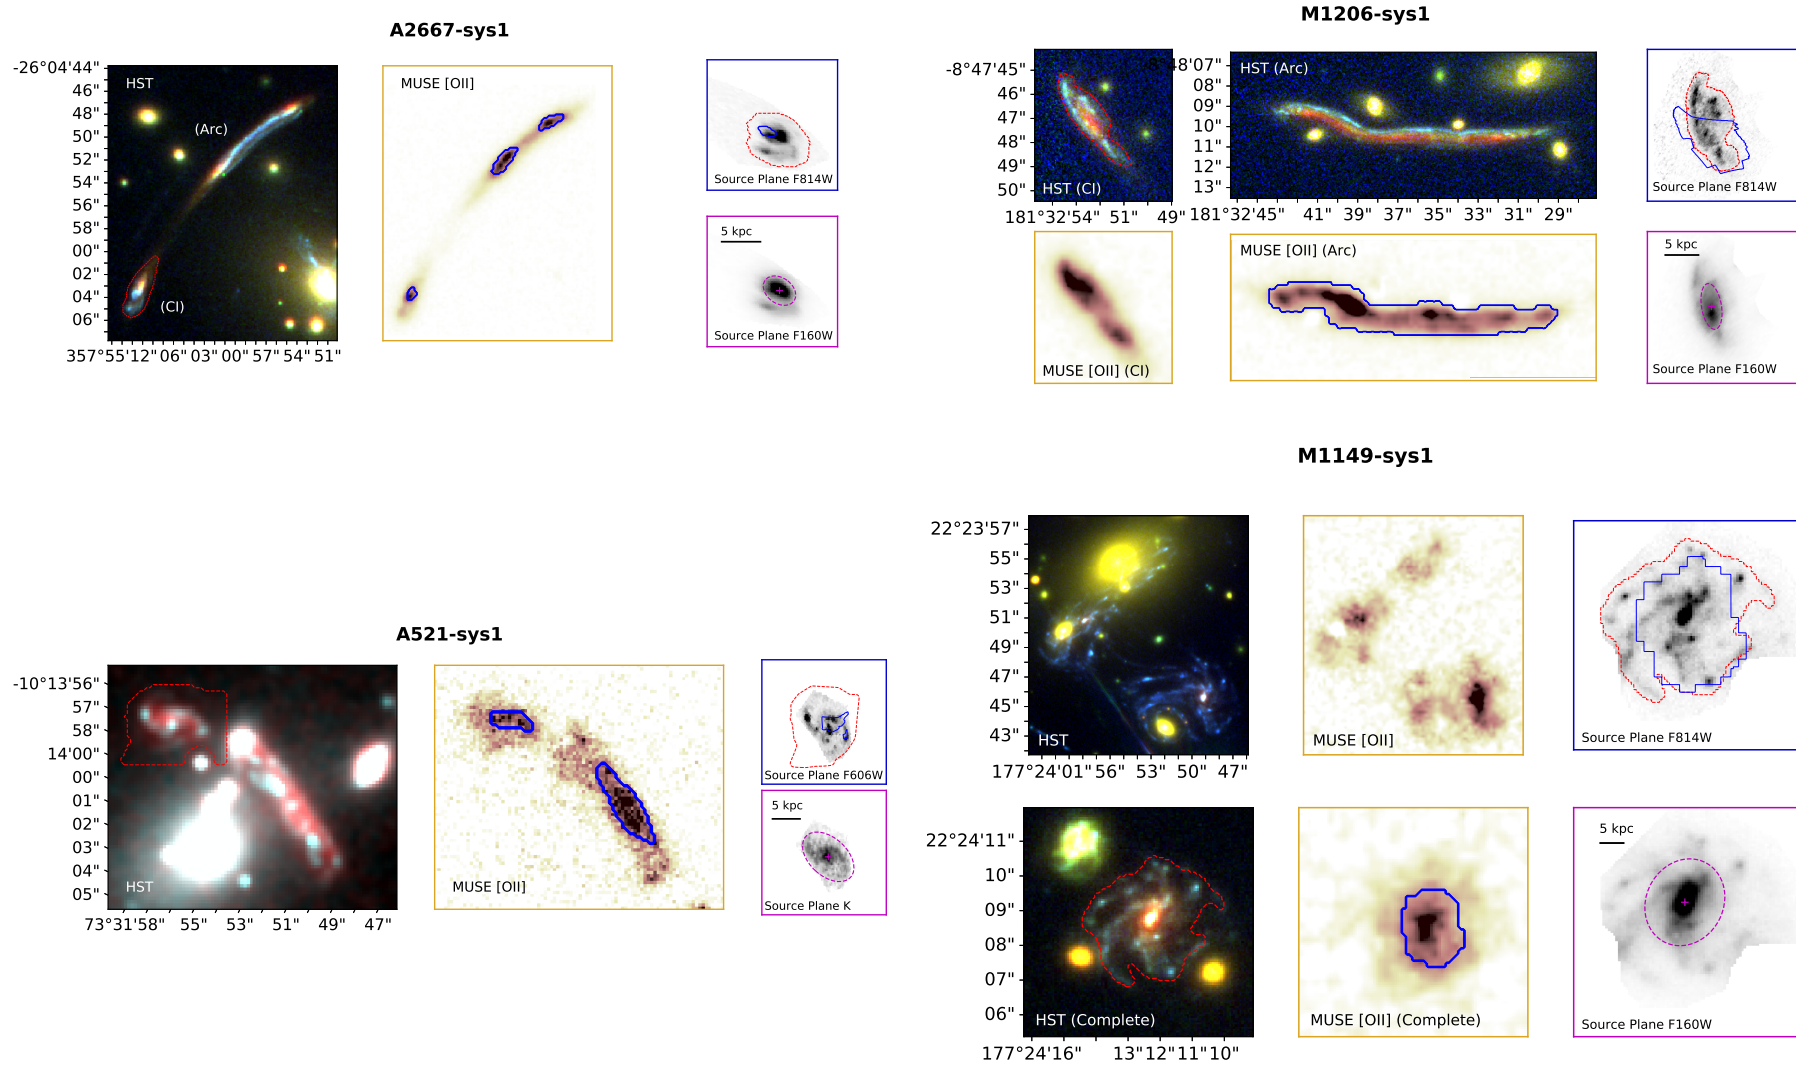 A2667-sys1
-26°04'44"
46"
48"
50"
52"
54"
56"
58"
00"
02"
04"
06"
HST
(Arc)
(CI)
357°55'12" 06" 03" 00" 57" 54" 51"
MUSE [OII]
Source Plane F814W
5 kpc
Source Plane F160W
M1206-sys1
-8°47'45"
46"
47"
48"
49"
50"
HST (CI)
181°32'54" 51" 49"
48'07"
08"
09"
10"
11"
12"
13"
HST (Arc)
181°32'45" 41" 39" 37" 35" 33" 31" 29"
Source Plane F814W
MUSE [OII] (CI)
MUSE [OII] (Arc)
5 kpc
Source Plane F160W
A521-sys1
-10°13'56"
57"
58"
14'00"
00"
01"
02"
03"
04"
05"
HST
73°31'58" 55" 53" 51" 49" 47"
MUSE [OII]
Source Plane F606W
5 kpc
Source Plane K
M1149-sys1
22°23'57"
55"
53"
51"
49"
47"
45"
43"
HST
177°24'01" 56" 53" 50" 47"
MUSE [OII]
Source Plane F814W
22°24'11"
10"
09"
08"
07"
06"
HST (Complete)
177°24'16" 13" 12" 11" 10"
MUSE [OII] (Complete)
5 kpc
Source Plane F160W